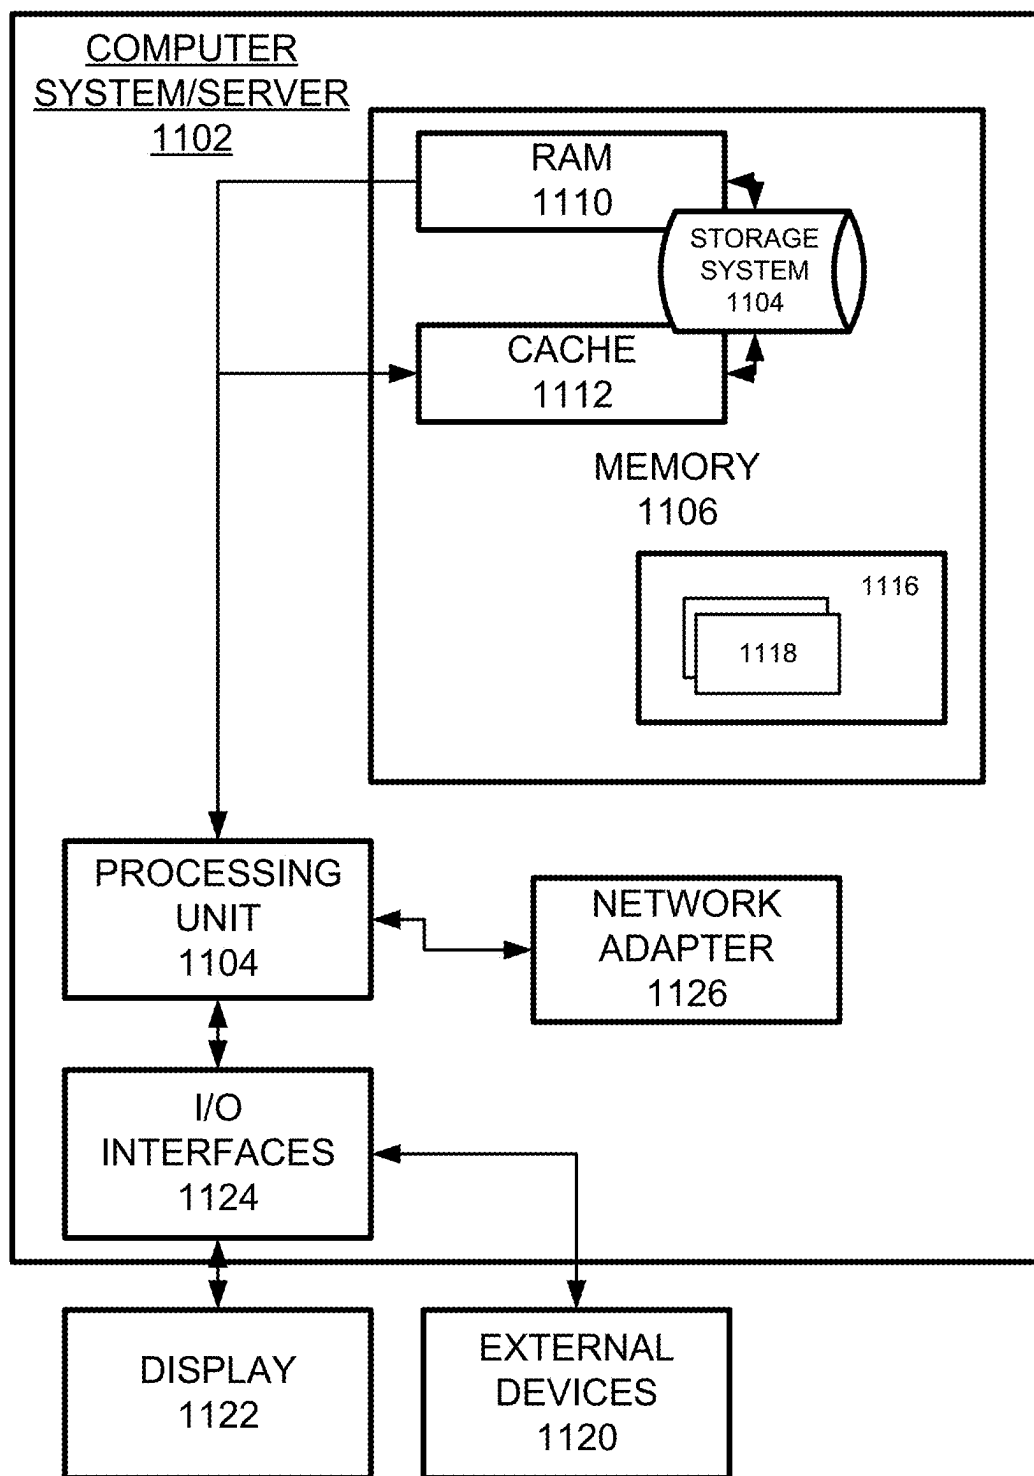 COMPUTER
SYSTEM/SERVER
1102
RAM
1110
STORAGE
SYSTEM
1104
CACHE
1112
MEMORY
1106
1116
1118
PROCESSING
UNIT
1104
NETWORK
ADAPTER
1126
I/O
INTERFACES
1124
DISPLAY
1122
EXTERNAL
DEVICES
1120